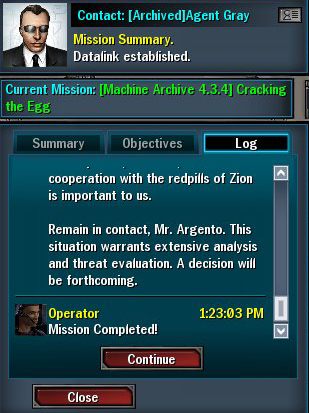 Contact: [Archived]Agent Gray
Mission Summary.
Datalink established.
Current Mission: [Machine Archive 4.3.4] Cracking
the Egg
Summary
Objectives
Log
cooperation with the redpills of Zion
is important to us.
Remain in contact, Mr. Argento. This
situation warrants extensive analysis
and threat evaluation. A decision will
be forthcoming.
Operator 1:23:03 PM
Mission Completed!
Continue
Close